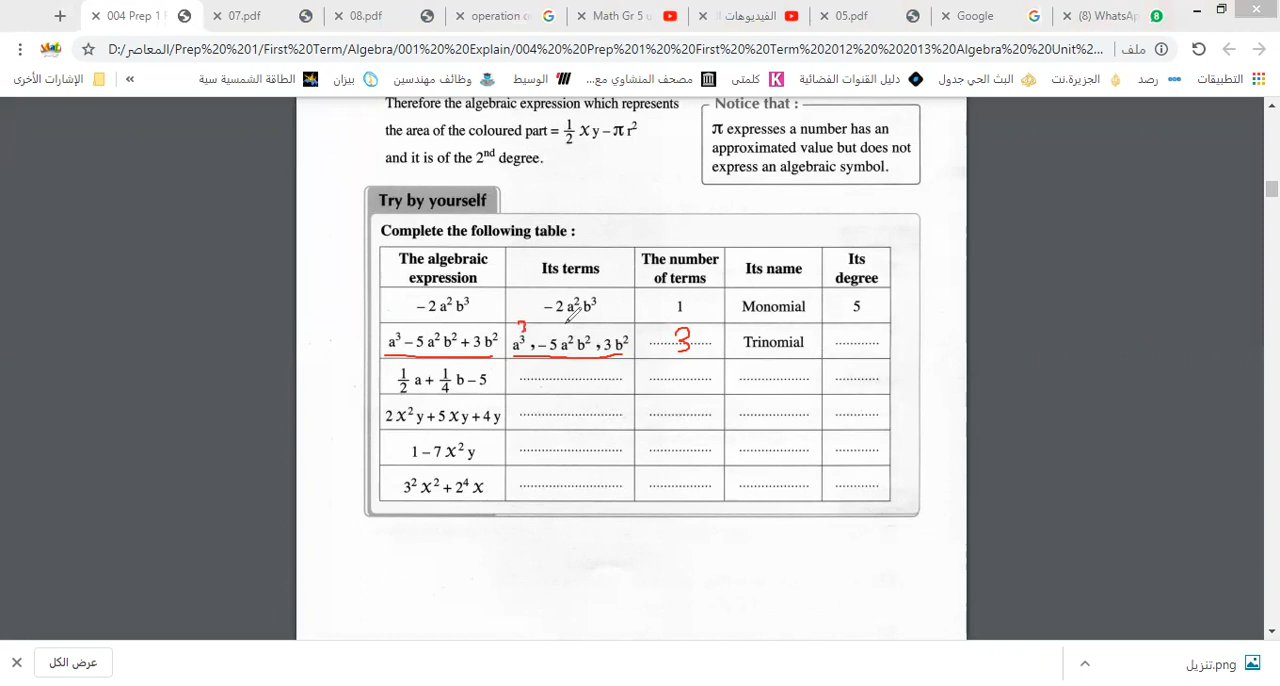 004 Prep 1
07.pdf
08.pdf
operation o
Math Gr 5 u
الفيديوهات ال
05.pdf
Google
(8) WhatsAp
D:/المعاصر/Prep%20%201/First%20Term/Algebra/001%20%20Explain/004%20%20Prep%201%20%20First%20%20Term%202012%20%202013%20Algebra%20%20Unit%...
ملف
التطبيقات
رصد
الجزيرة.نت
البث الحي جدول
دليل القنوات الفضائية
كلمتى
مصحف المنشاوي مع...
الوسيط
وظائف مهندسين
بيزان
الطاقة الشمسية سية
»
الإشارات الأخرى
Therefore the algebraic expression which represents
the area of the coloured part = 1/2 x y – π r²
and it is of the 2nd degree.
Notice that :
π expresses a number has an
approximated value but does not
express an algebraic symbol.
Try by yourself
Complete the following table :
The algebraic expression | Its terms | The number of terms | Its name | Its degree
– 2 a² b³ | – 2 a² b³ | 1 | Monomial | 5
3
a³ – 5 a² b² + 3 b² | a³ , – 5 a² b² , 3 b² | 3 | Trinomial | ............
1/2 a + 1/4 b – 5 | ............ | ............ | ............ | ............
2 x² y + 5 x y + 4 y | ............ | ............ | ............ | ............
1 – 7 x² y | ............ | ............ | ............ | ............
3² x² + 2⁴ x | ............ | ............ | ............ | ............
عرض الكل
تنزيل.png